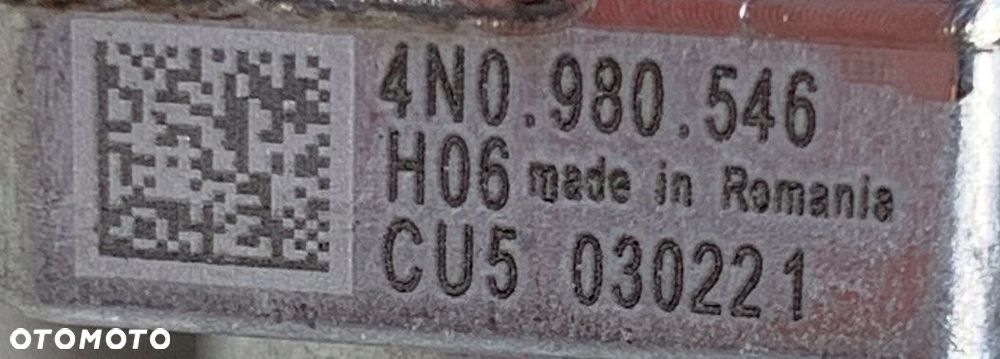 4N0.980.546
H06 made in Romania
CU5 030221
OTOMOTO